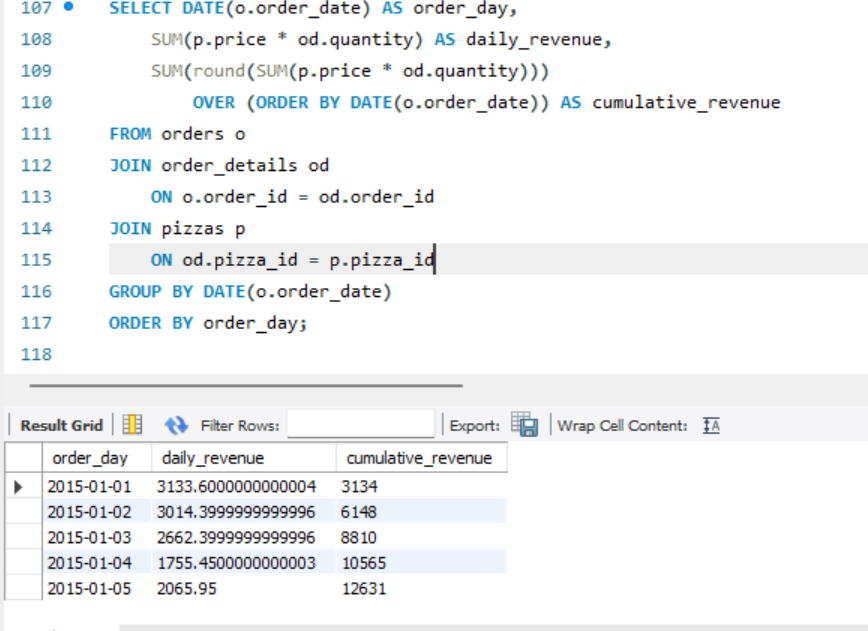 107 SELECT DATE(o.order_date) AS order_day,
108 SUM(p.price * od.quantity) AS daily_revenue,
109 SUM(round(SUM(p.price * od.quantity)))
110 OVER (ORDER BY DATE(o.order_date)) AS cumulative_revenue
111 FROM orders o
112 JOIN order_details od
113 ON o.order_id = od.order_id
114 JOIN pizzas p
115 ON od.pizza_id = p.pizza_id
116 GROUP BY DATE(o.order_date)
117 ORDER BY order_day;
118
Result Grid Filter Rows: Export: Wrap Cell Content: IA
order_day daily_revenue cumulative_revenue
2015-01-01 3133.6000000000004 3134
2015-01-02 3014.3999999999996 6148
2015-01-03 2662.3999999999996 8810
2015-01-04 1755.4500000000003 10565
2015-01-05 2065.95 12631